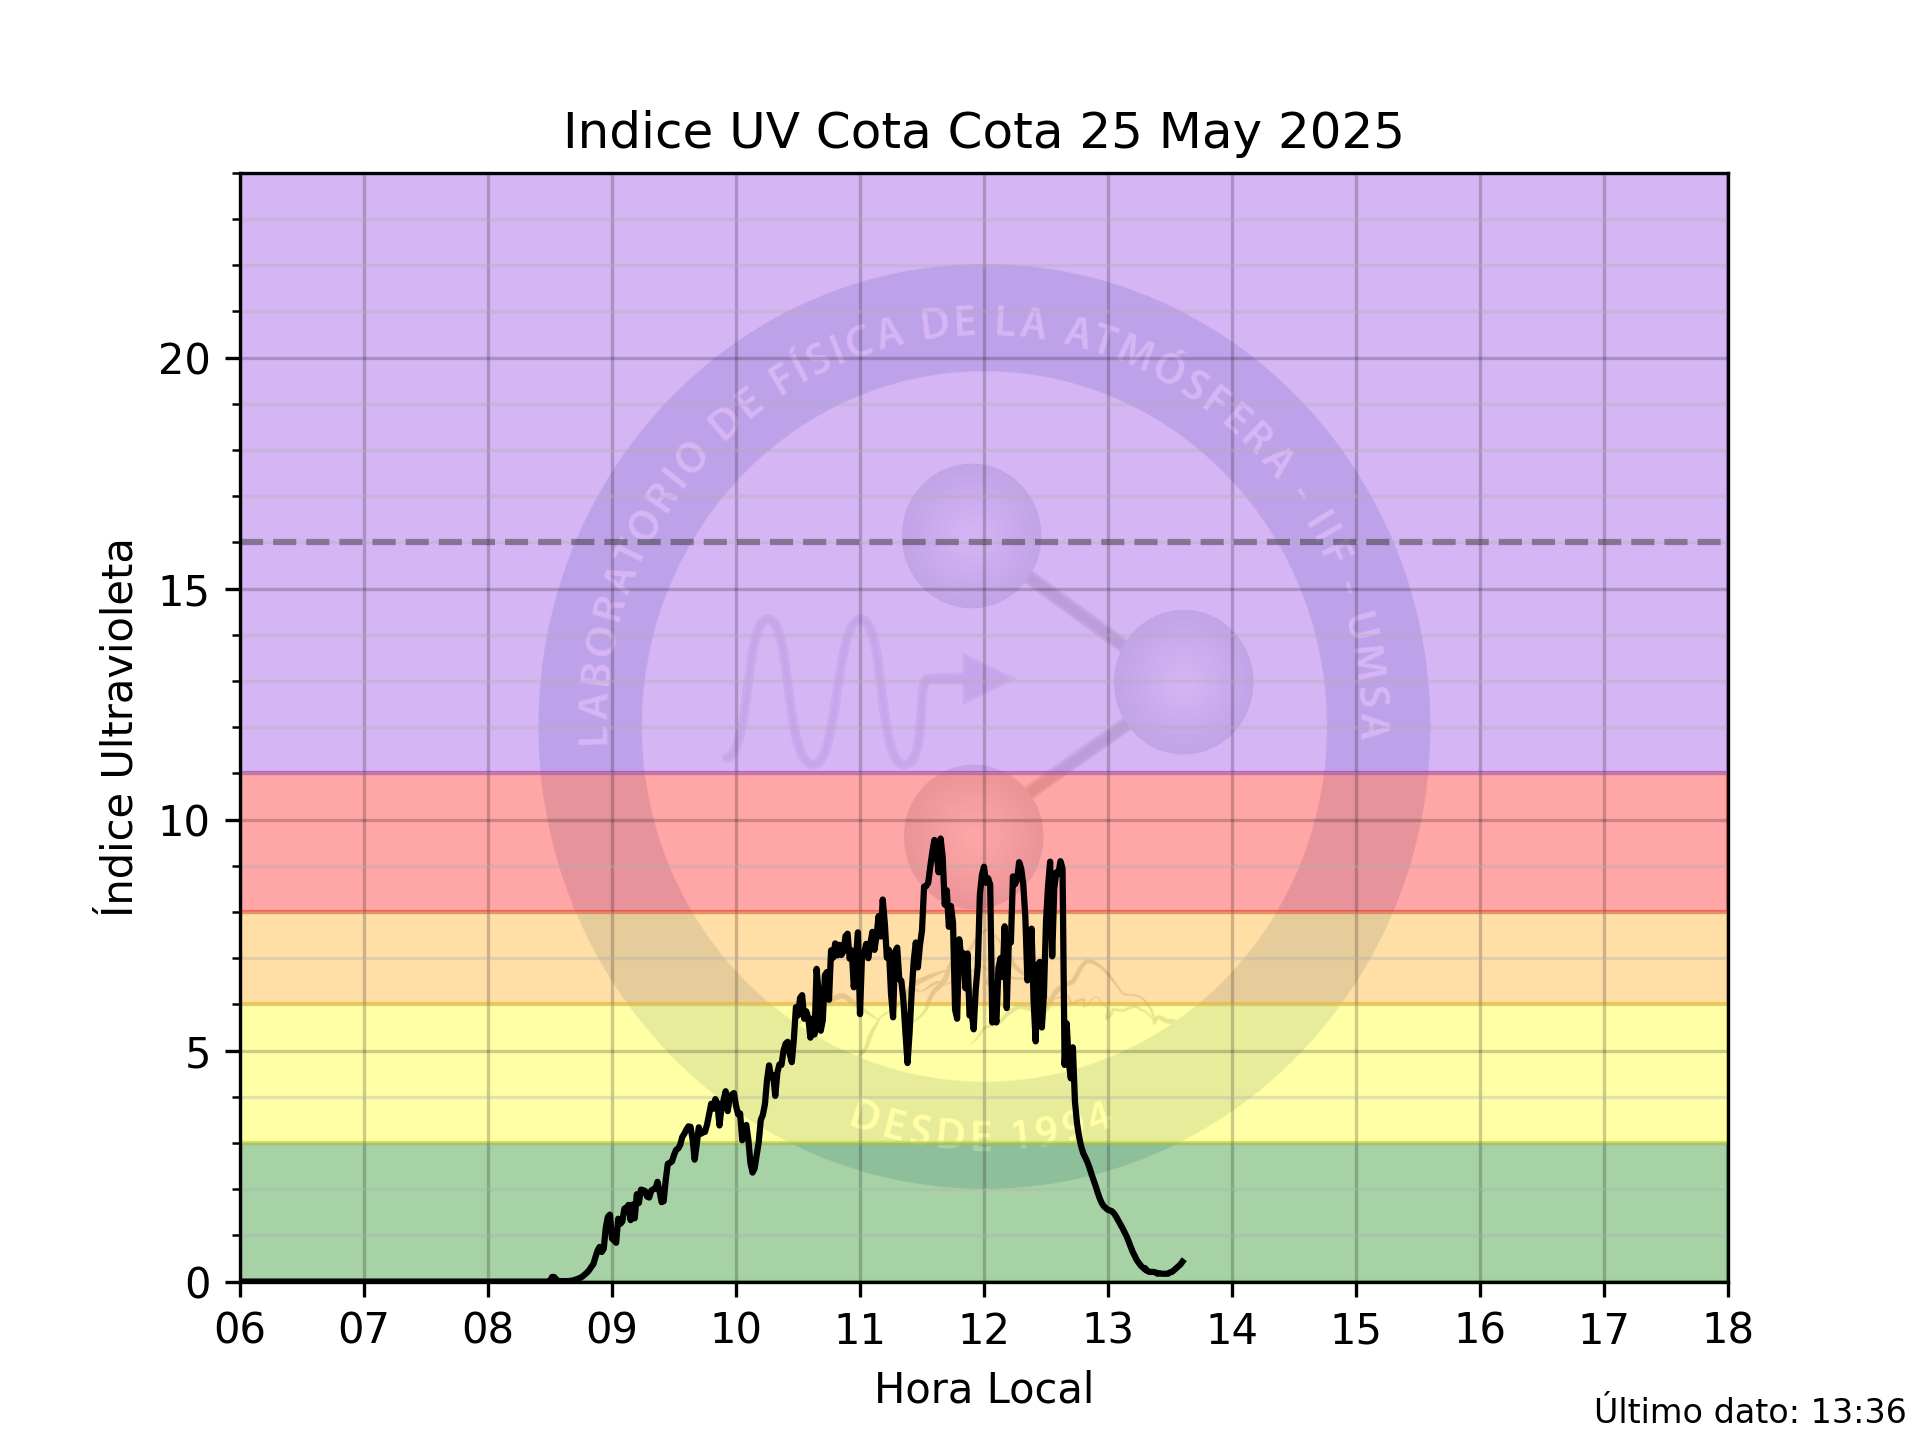 Indice UV Cota Cota 25 May 2025
LABORATORIO DE FÍSICA DE LA ATMÓSFERA - IIF - UMSA
DESDE 1994
Índice Ultravioleta
20
15
10
5
0
06 07 08 09 10 11 12 13 14 15 16 17 18
Hora Local
Último dato: 13:36